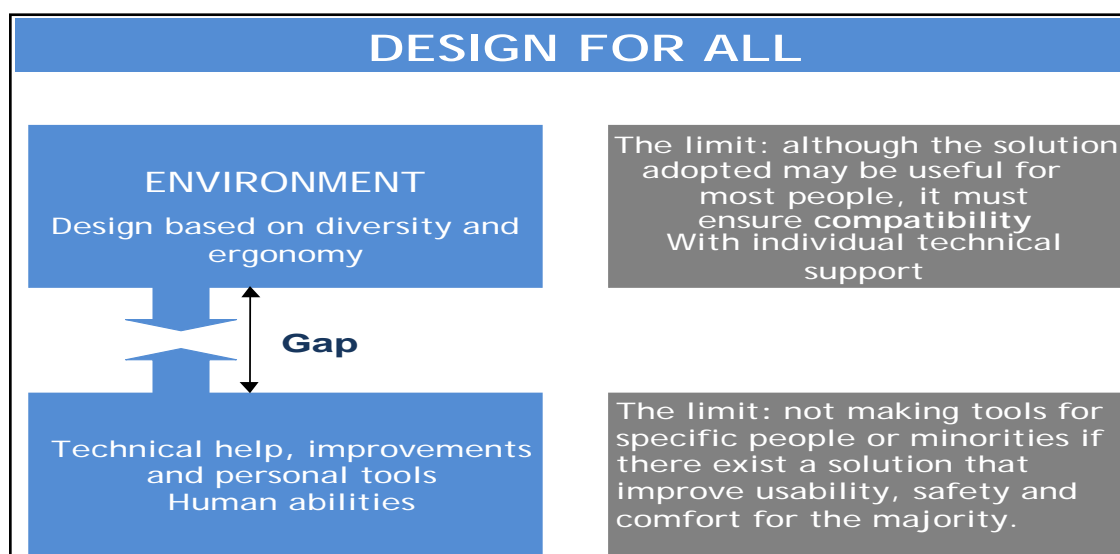 DESIGN FOR ALL
ENVIRONMENT
Design based on diversity and
ergonomy
The limit: although the solution
adopted may be useful for
most people, it must
ensure compatibility
With individual technical
support
Gap
Technical help, improvements
and personal tools
Human abilities
The limit: not making tools for
specific people or minorities if
there exist a solution that
improve usability, safety and
comfort for the majority.